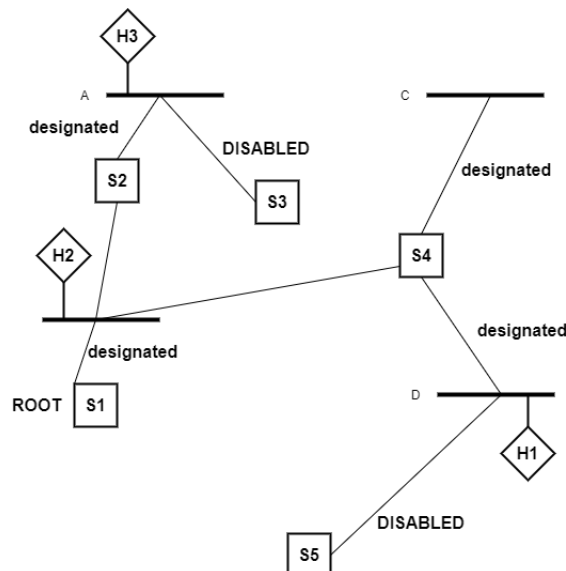 H3
A
C
designated
DISABLED
designated
S2
S3
H2
S4
designated
designated
ROOT
S1
D
H1
DISABLED
S5